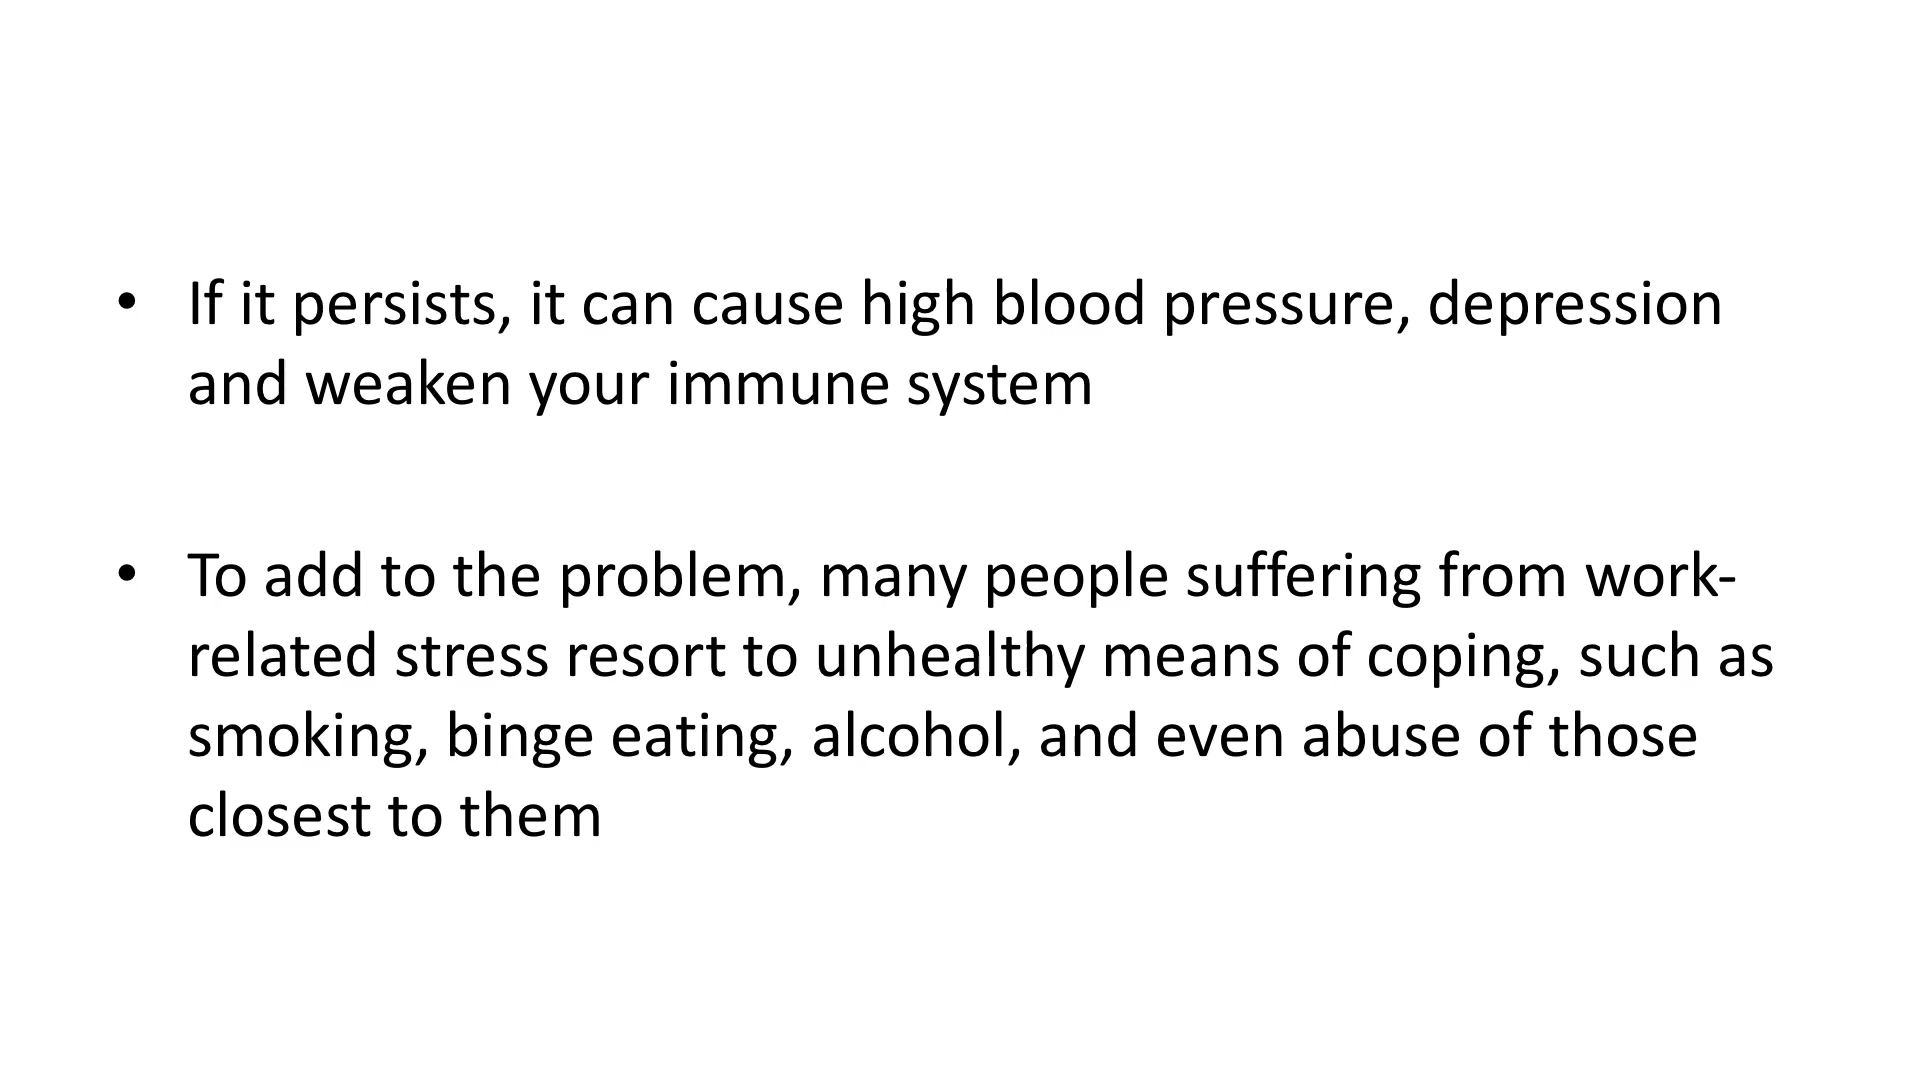 • If it persists, it can cause high blood pressure, depression
and weaken your immune system
• To add to the problem, many people suffering from work-
related stress resort to unhealthy means of coping, such as
smoking, binge eating, alcohol, and even abuse of those
closest to them